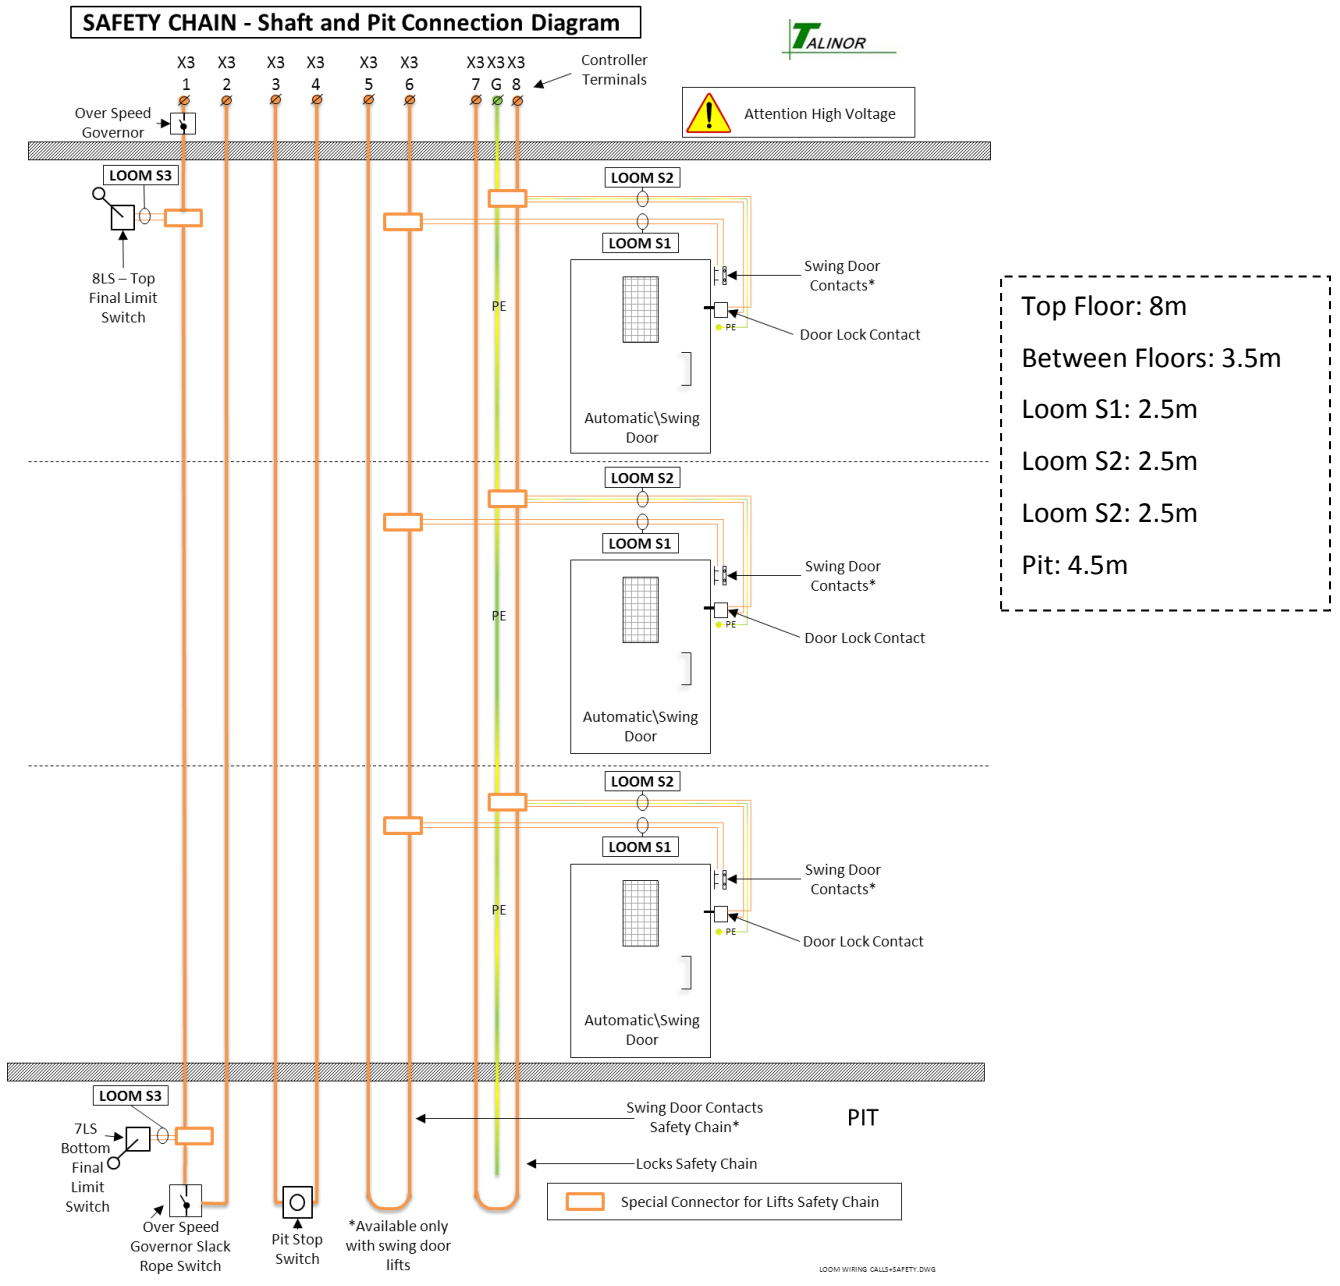 SAFETY CHAIN - Shaft and Pit Connection Diagram
TALINOR
X3 X3 X3 X3 X3 X3 X3 X3 X3
1 2 3 4 5 6 7 G 8
Controller
Terminals
Attention High Voltage
Over Speed
Governor
LOOM S3
8LS – Top
Final Limit
Switch
LOOM S2
LOOM S1
Swing Door
Contacts*
PE
Door Lock Contact
PE
Automatic\Swing
Door
Top Floor: 8m
Between Floors: 3.5m
Loom S1: 2.5m
Loom S2: 2.5m
Loom S2: 2.5m
Pit: 4.5m
LOOM S2
LOOM S1
Swing Door
Contacts*
PE
PE
Door Lock Contact
Automatic\Swing
Door
LOOM S2
LOOM S1
Swing Door
Contacts*
PE
PE
Door Lock Contact
Automatic\Swing
Door
LOOM S3
7LS
Bottom
Final
Limit
Switch
Swing Door Contacts
Safety Chain*
PIT
Locks Safety Chain
Special Connector for Lifts Safety Chain
Over Speed
Governor Slack
Rope Switch
Pit Stop
Switch
*Available only
with swing door
lifts
LOOM WIRING CALLS+SAFETY.DWG